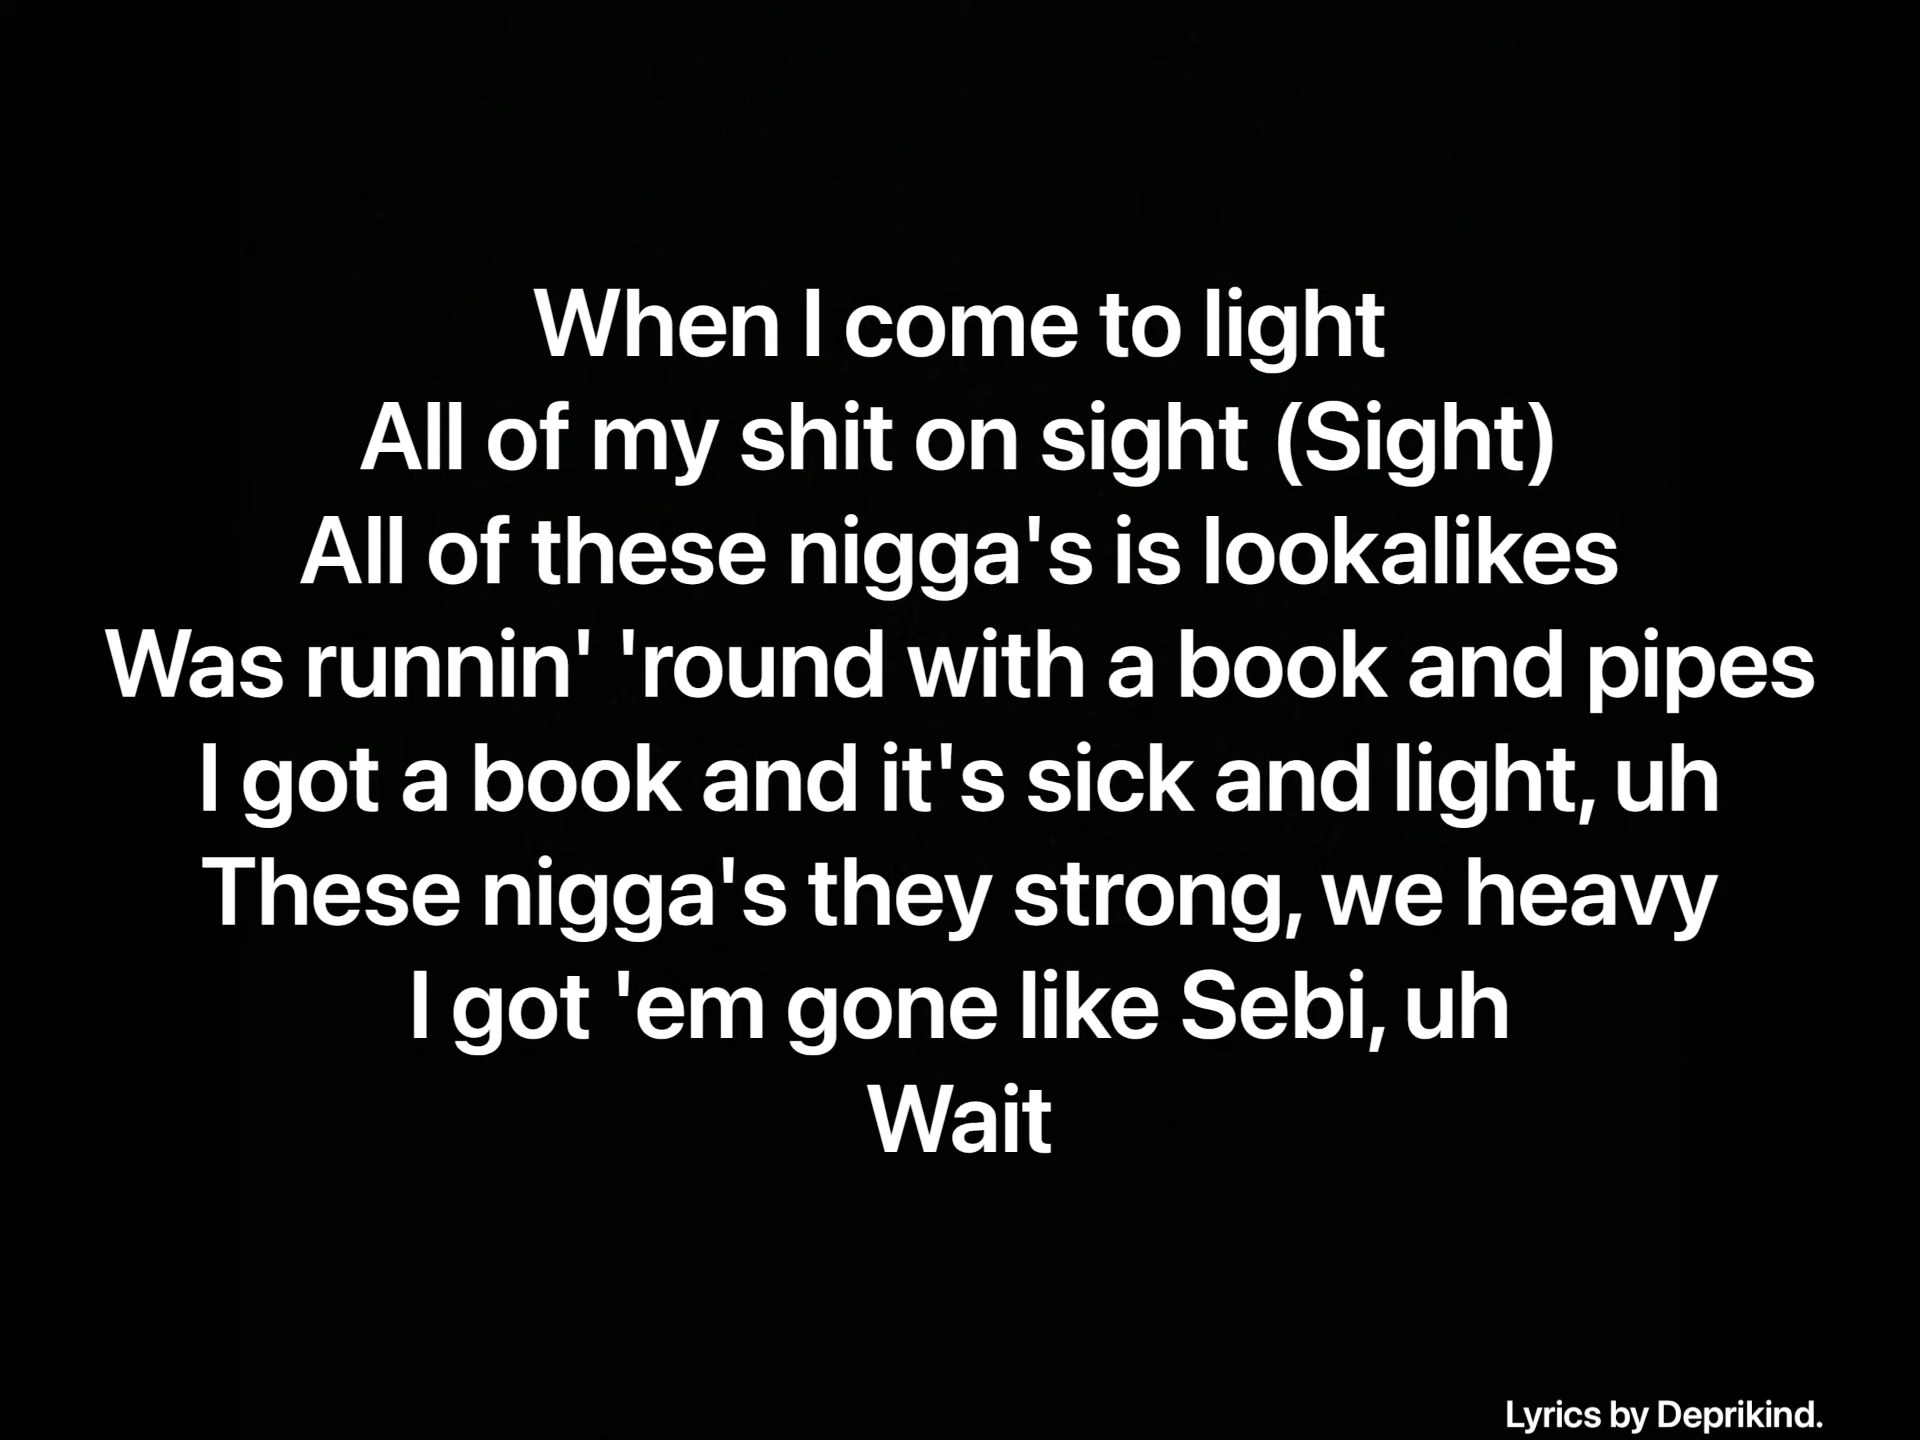 When I come to light
All of my shit on sight (Sight)
All of these nigga's is lookalikes
Was runnin' 'round with a book and pipes
I got a book and it's sick and light, uh
These nigga's they strong, we heavy
I got 'em gone like Sebi, uh
Wait
Lyrics by Deprikind.